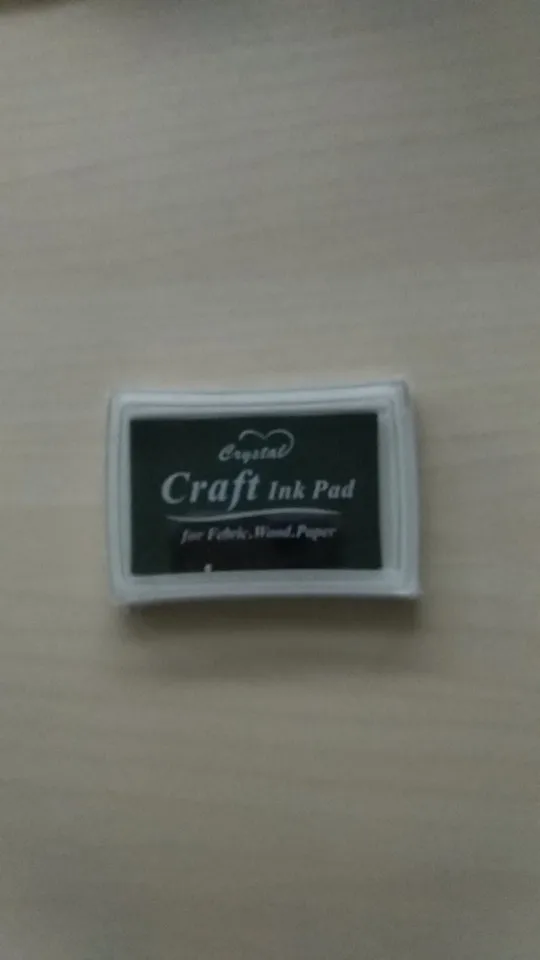 Crystal
Craft Ink Pad
for Fabric.Wood.Paper